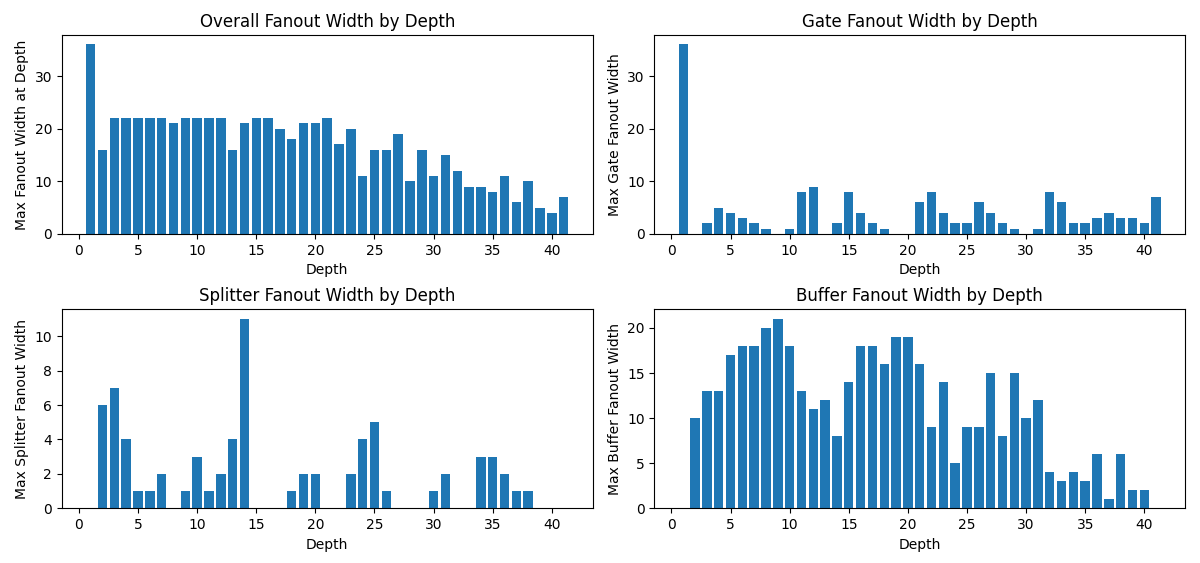 Overall Fanout Width by Depth
Max Fanout Width at Depth
30
20
10
0
0 5 10 15 20 25 30 35 40
Depth
Gate Fanout Width by Depth
Max Gate Fanout Width
30
20
10
0
0 5 10 15 20 25 30 35 40
Depth
Splitter Fanout Width by Depth
Max Splitter Fanout Width
10
8
6
4
2
0
0 5 10 15 20 25 30 35 40
Depth
Buffer Fanout Width by Depth
Max Buffer Fanout Width
20
15
10
5
0
0 5 10 15 20 25 30 35 40
Depth